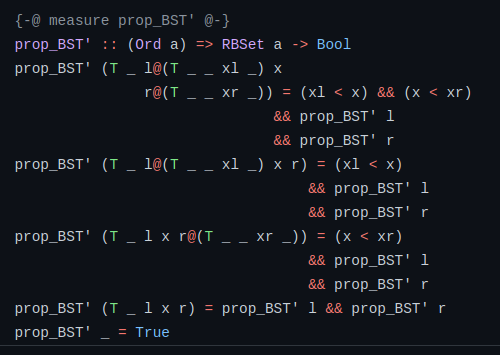 {-@ measure prop_BST' @-}
prop_BST' :: (Ord a) => RBSet a -> Bool
prop_BST' (T _ l@(T _ _ xl _) x
               r@(T _ _ xr _)) = (xl < x) && (x < xr)
                              && prop_BST' l
                              && prop_BST' r
prop_BST' (T _ l@(T _ _ xl _) x r) = (xl < x)
                                  && prop_BST' l
                                  && prop_BST' r
prop_BST' (T _ l x r@(T _ _ xr _)) = (x < xr)
                                  && prop_BST' l
                                  && prop_BST' r
prop_BST' (T _ l x r) = prop_BST' l && prop_BST' r
prop_BST' _ = True